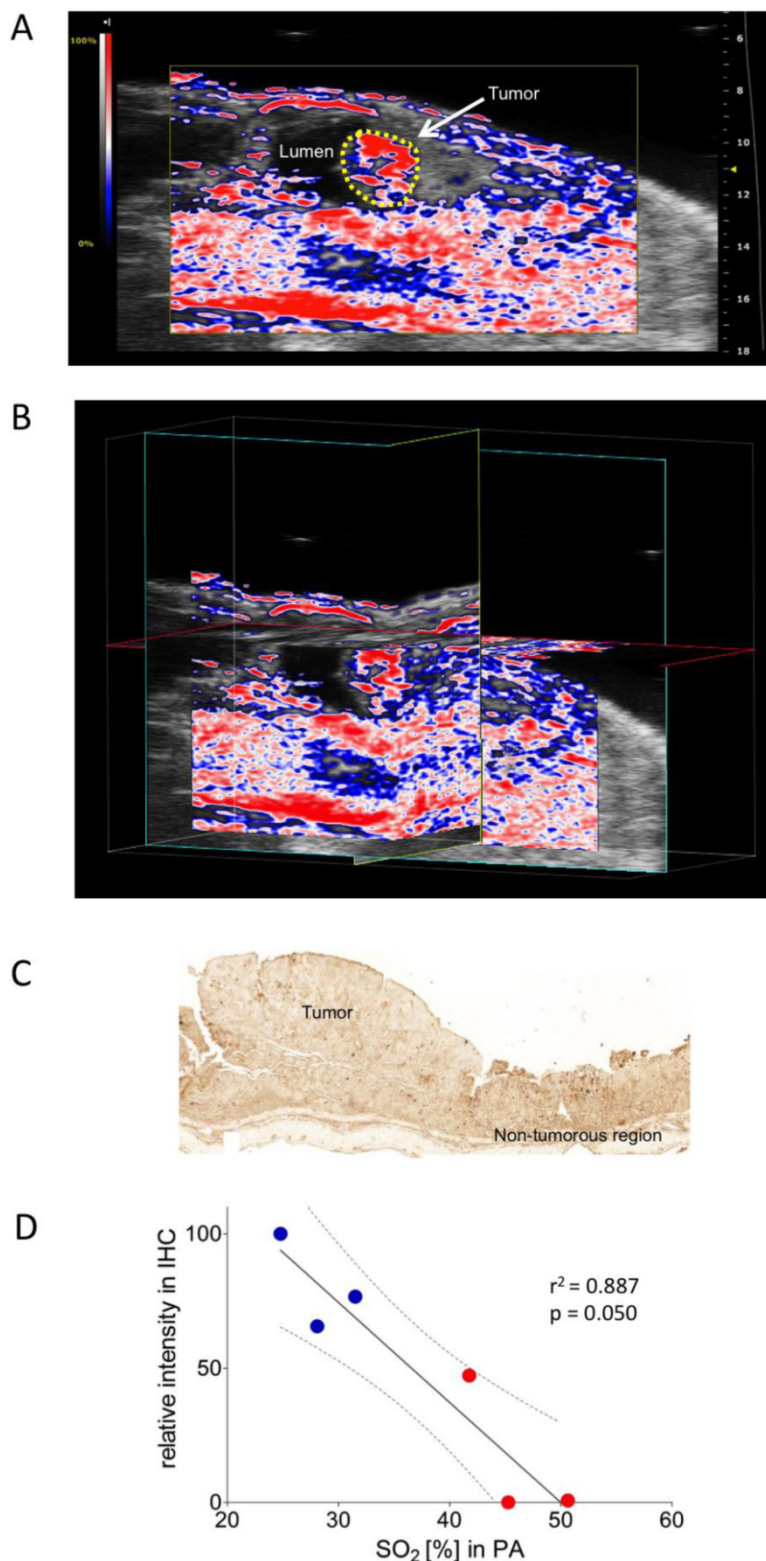 A
100%
0%
Tumor
Lumen
6
8
10
12
14
16
18
B
C
Tumor
Non-tumorous region
D
relative intensity in IHC
100
50
0
r² = 0.887
p = 0.050
20
30
40
50
60
SO₂ [%] in PA